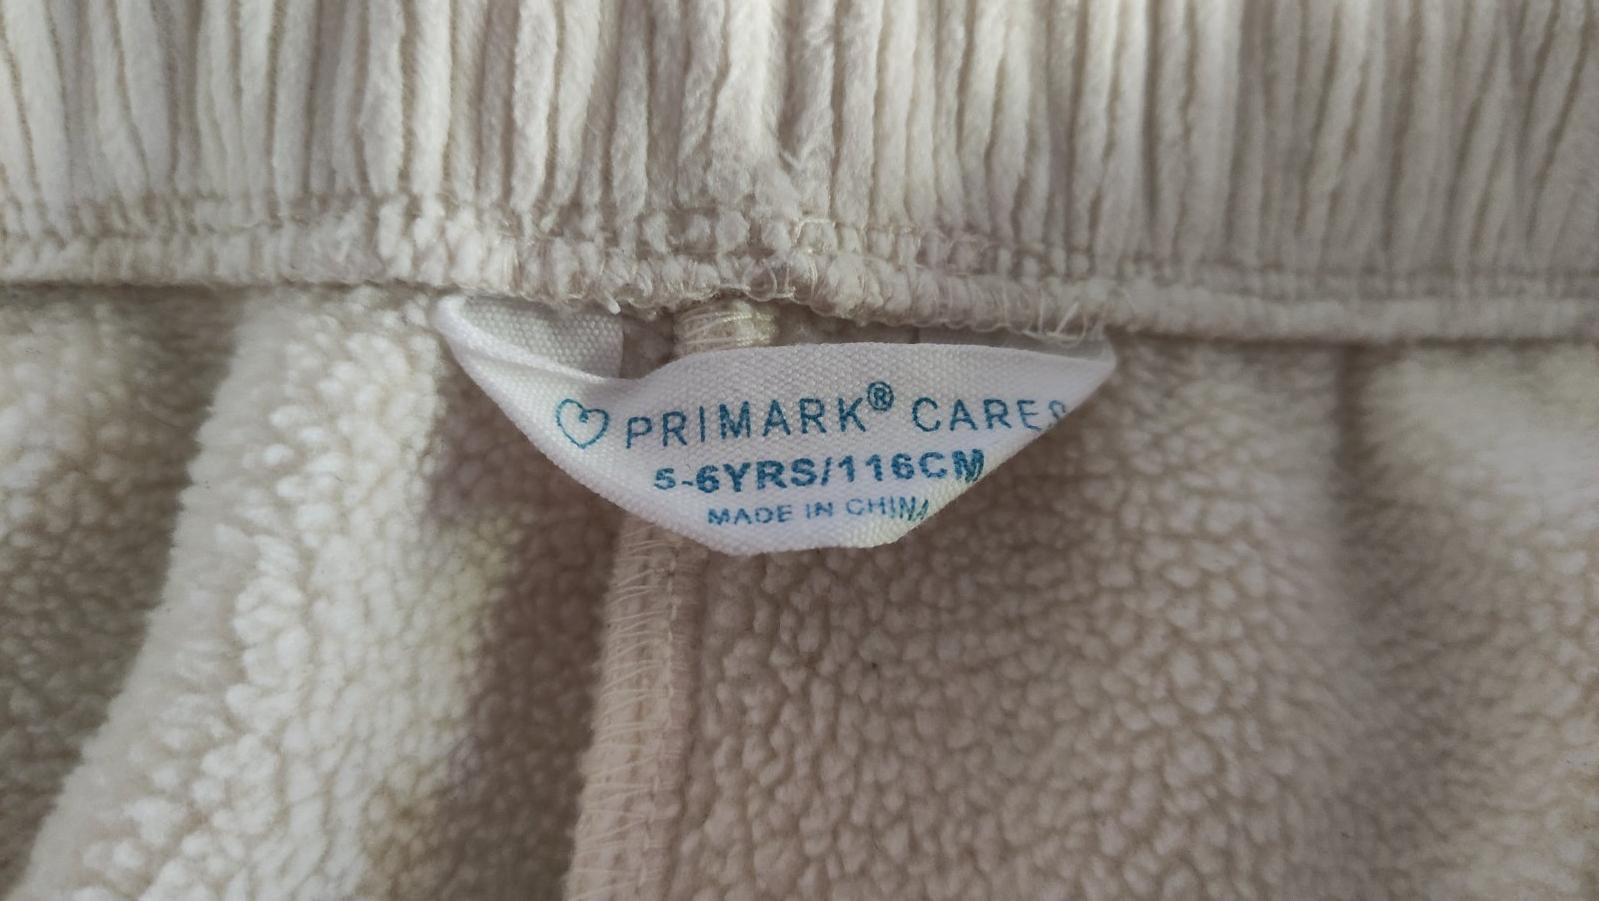 PRIMARK® CARES
5-6YRS/116CM
MADE IN CHINA